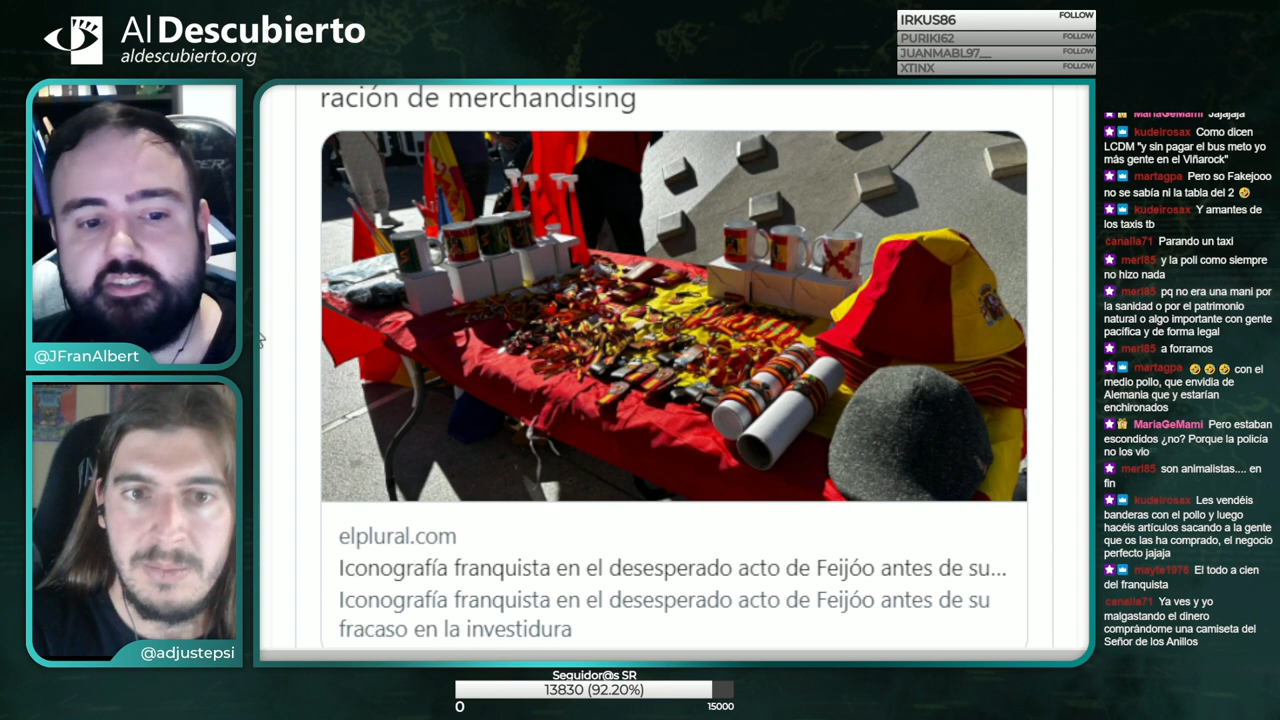 Al Descubierto
aldescubierto.org
IRKUS86 FOLLOW
PURIKI62 FOLLOW
JUANMABL97__ FOLLOW
XTINX FOLLOW
@JFranAlbert
@adjustepsi
ración de merchandising
elplural.com
Iconografía franquista en el desesperado acto de Feijóo antes de su...
Iconografía franquista en el desesperado acto de Feijóo antes de su
fracaso en la investidura
MariaGeMami Jajajaja
kudeirosax Como dicen
LCDM "y sin pagar el bus meto yo
más gente en el Viñarock"
martagpa Pero so Fakejooo
no se sabía ni la tabla del 2 🤣
kudeirosax Y amantes de
los taxis tb
canalla71 Parando un taxi
meri85 y la poli como siempre
no hizo nada
meri85 pq no era una mani por
la sanidad o por el patrimonio
natural o algo importante con gente
pacífica y de forma legal
meri85 a forrarnos
martagpa 🤣🤣🤣 con el
medio pollo, que envidia de
Alemania que y estarían
enchironados
MariaGeMami Pero estaban
escondidos ¿no? Porque la policía
no los vio
meri85 son animalistas.... en
fin
kudeirosax Les vendéis
banderas con el pollo y luego
hacéis artículos sacando a la gente
que os las ha comprado, el negocio
perfecto jajaja
mayte1976 El todo a cien
del franquista
canalla71 Ya ves y yo
malgastando el dinero
comprándome una camiseta del
Señor de los Anillos
Seguidor@s SR
13830 (92.20%)
0 15000